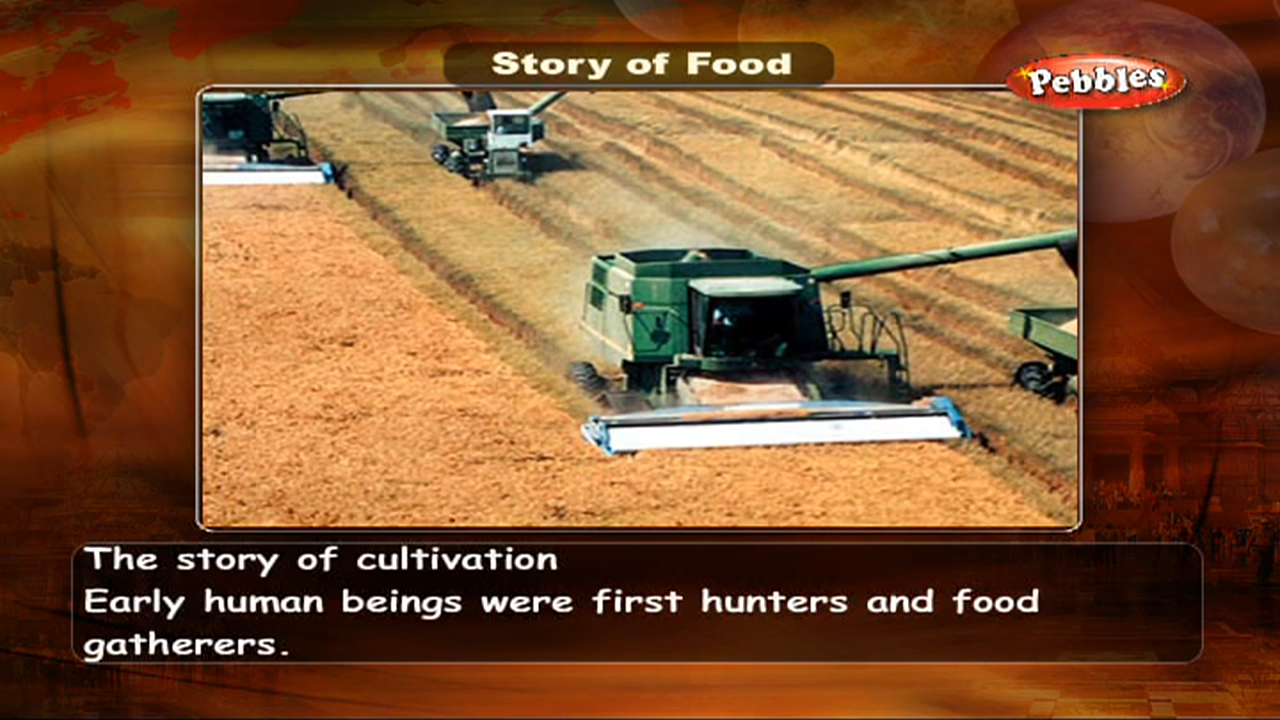 Story of Food
Pebbles
The story of cultivation
Early human beings were first hunters and food
gatherers.